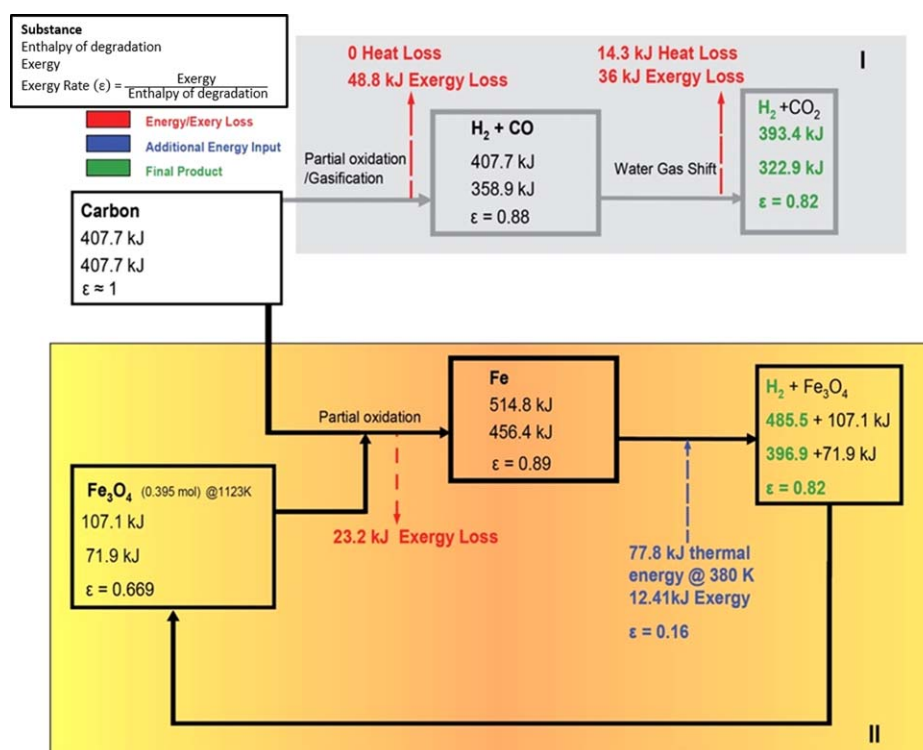 Substance
Enthalpy of degradation
Exergy
Exergy Rate (ε) = Exergy / Enthalpy of degradation
Energy/Exery Loss
Additional Energy Input
Final Product
I
0 Heat Loss
48.8 kJ Exergy Loss
14.3 kJ Heat Loss
36 kJ Exergy Loss
Partial oxidation
/Gasification
H₂ + CO
407.7 kJ
358.9 kJ
ε = 0.88
Water Gas Shift
H₂ +CO₂
393.4 kJ
322.9 kJ
ε = 0.82
Carbon
407.7 kJ
407.7 kJ
ε ≈ 1
Partial oxidation
Fe
514.8 kJ
456.4 kJ
ε = 0.89
H₂ + Fe₃O₄
485.5 + 107.1 kJ
396.9 +71.9 kJ
ε = 0.82
Fe₃O₄ (0.395 mol) @1123K
107.1 kJ
71.9 kJ
ε = 0.669
23.2 kJ Exergy Loss
77.8 kJ thermal
energy @ 380 K
12.41kJ Exergy
ε = 0.16
II